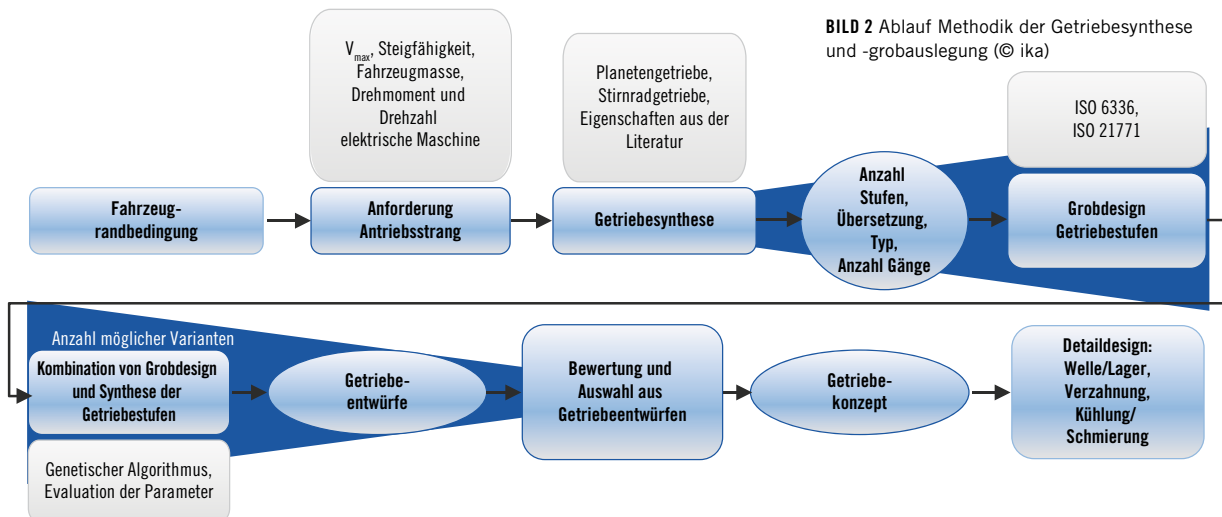 BILD 2 Ablauf Methodik der Getriebesynthese
und -grobauslegung (© ika)
Vmax, Steigfähigkeit,
Fahrzeugmasse,
Drehmoment und
Drehzahl
elektrische Maschine
Planetengetriebe,
Stirnradgetriebe,
Eigenschaften aus der
Literatur
ISO 6336,
ISO 21771
Fahrzeug-
randbedingung
Anforderung
Antriebsstrang
Getriebesynthese
Anzahl
Stufen,
Übersetzung,
Typ,
Anzahl Gänge
Grobdesign
Getriebestufen
Anzahl möglicher Varianten
Kombination von Grobdesign
und Synthese der
Getriebestufen
Genetischer Algorithmus,
Evaluation der Parameter
Getriebe-
entwürfe
Bewertung und
Auswahl aus
Getriebeentwürfen
Getriebe-
konzept
Detaildesign:
Welle/Lager,
Verzahnung,
Kühlung/
Schmierung